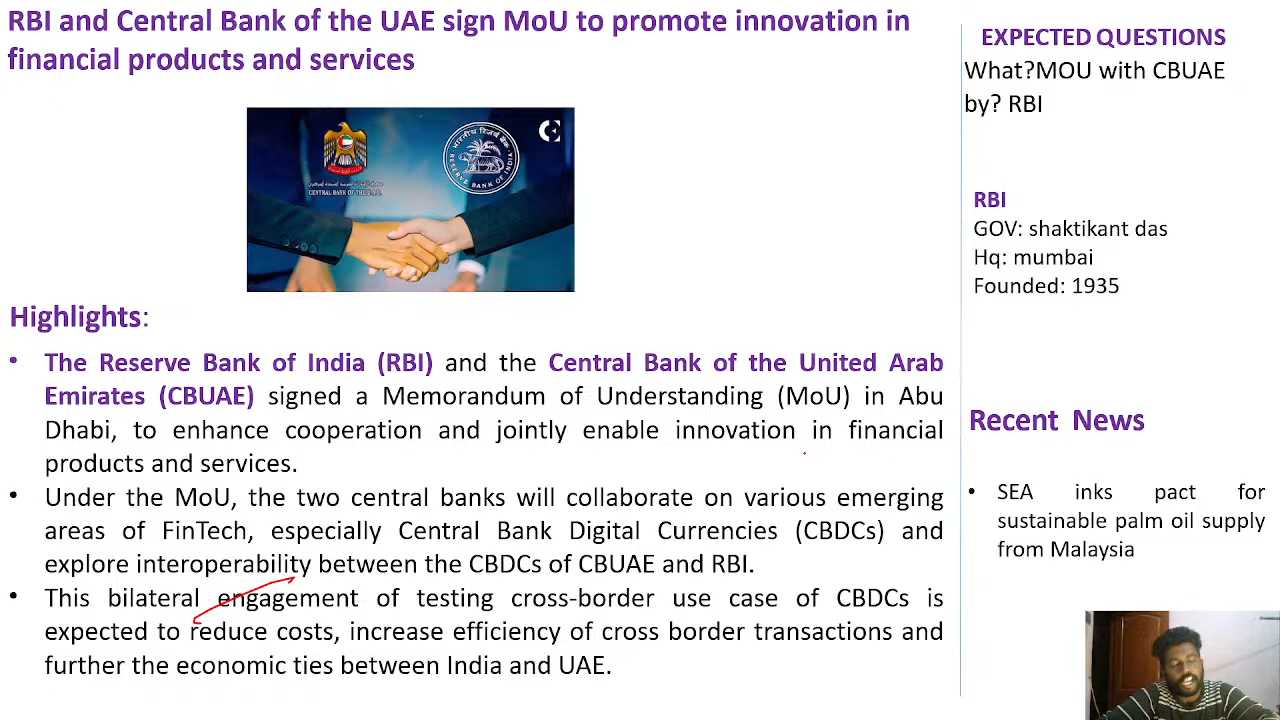 RBI and Central Bank of the UAE sign MoU to promote innovation in
financial products and services
CENTRAL BANK OF THE U.A.E.
भारतीय रिज़र्व बैंक
RESERVE BANK OF INDIA
Highlights:
• The Reserve Bank of India (RBI) and the Central Bank of the United Arab
Emirates (CBUAE) signed a Memorandum of Understanding (MoU) in Abu
Dhabi, to enhance cooperation and jointly enable innovation in financial
products and services.
• Under the MoU, the two central banks will collaborate on various emerging
areas of FinTech, especially Central Bank Digital Currencies (CBDCs) and
explore interoperability between the CBDCs of CBUAE and RBI.
• This bilateral engagement of testing cross-border use case of CBDCs is
expected to reduce costs, increase efficiency of cross border transactions and
further the economic ties between India and UAE.
EXPECTED QUESTIONS
What?MOU with CBUAE
by? RBI
RBI
GOV: shaktikant das
Hq: mumbai
Founded: 1935
Recent News
• SEA inks pact for
sustainable palm oil supply
from Malaysia